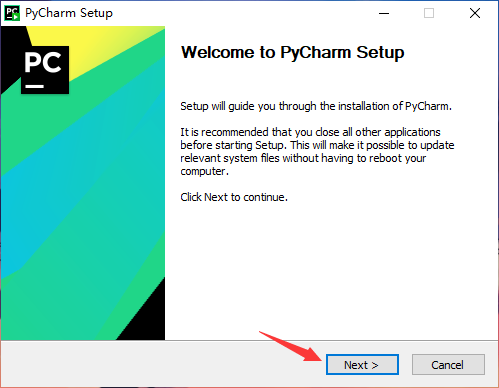 PyCharm Setup
PC
Welcome to PyCharm Setup
Setup will guide you through the installation of PyCharm.
It is recommended that you close all other applications
before starting Setup. This will make it possible to update
relevant system files without having to reboot your
computer.
Click Next to continue.
Next >
Cancel